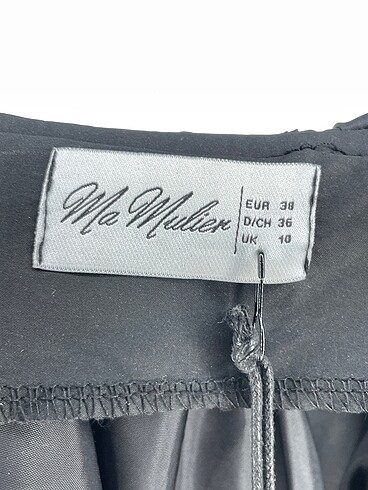 Ma Mulier
EUR 38
D/CH 36
UK 10